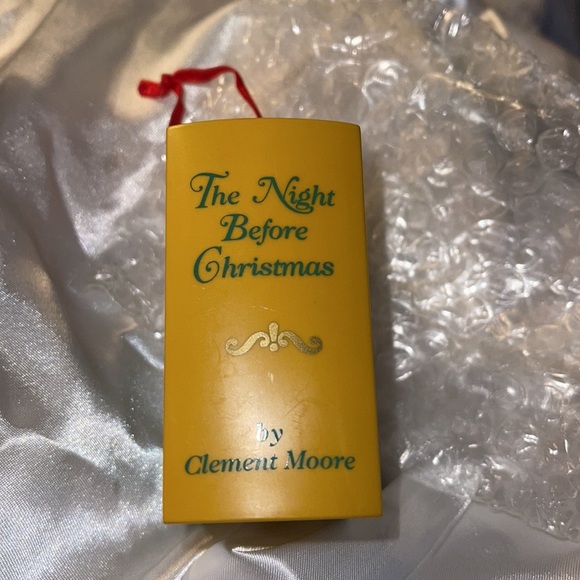 The Night
Before
Christmas
by
Clement Moore